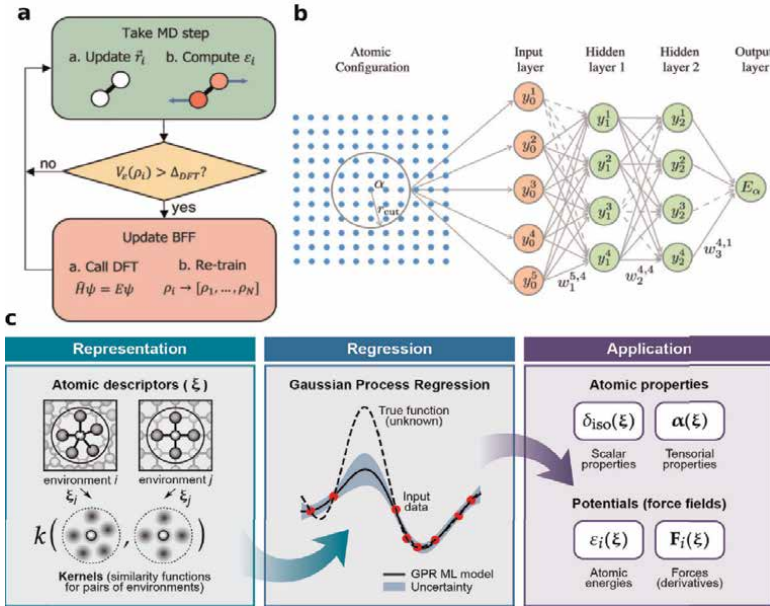 a
Take MD step
a. Update r⃗ᵢ
b. Compute εᵢ
no
Vₑ(ρᵢ) > Δ_DFT?
yes
Update BFF
a. Call DFT
b. Re-train
Ĥψ = Eψ
ρᵢ → [ρ₁, ..., ρ_N]
b
Atomic
Configuration
Input
layer
Hidden
layer 1
Hidden
layer 2
Output
layer
α
r_cut
y₀¹
y₀²
y₀³
y₀⁴
y₀⁵
y₁¹
y₁²
y₁³
y₁⁴
y₂¹
y₂²
y₂³
y₂⁴
E_α
w₁^5,4
w₂^4,4
w₃^4,1
c
Representation
Atomic descriptors ( ξ )
environment i
environment j
ξᵢ
ξⱼ
k( , )
Kernels (similarity functions
for pairs of environments)
Regression
Gaussian Process Regression
True function
(unknown)
Input
data
GPR ML model
Uncertainty
Application
Atomic properties
δ_iso(ξ)
α(ξ)
Scalar
properties
Tensorial
properties
Potentials (force fields)
εᵢ(ξ)
Fᵢ(ξ)
Atomic
energies
Forces
(derivatives)